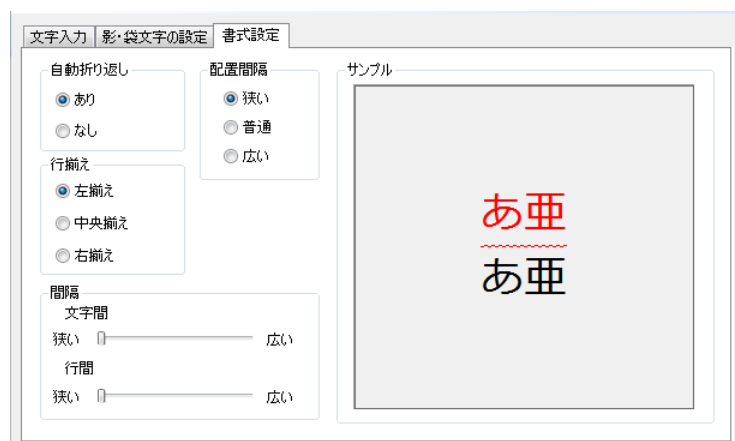 文字入力 影・袋文字の設定 書式設定
自動折り返し
あり
なし
配置間隔
狭い
普通
広い
行揃え
左揃え
中央揃え
右揃え
間隔
文字間
狭い 広い
行間
狭い 広い
サンプル
あ亜
あ亜